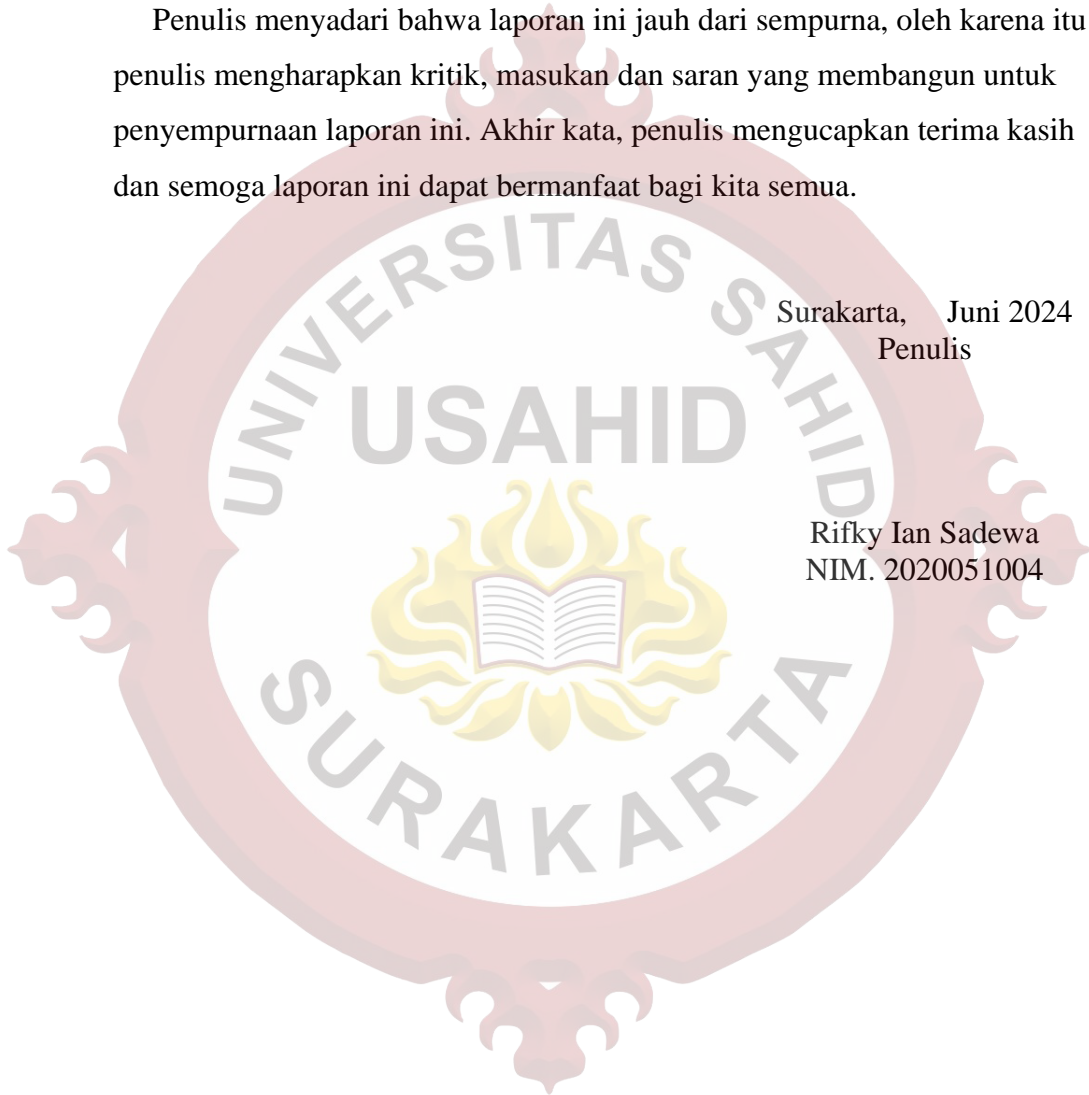 Penulis menyadari bahwa laporan ini jauh dari sempurna, oleh karena itu
penulis mengharapkan kritik, masukan dan saran yang membangun untuk
penyempurnaan laporan ini. Akhir kata, penulis mengucapkan terima kasih
dan semoga laporan ini dapat bermanfaat bagi kita semua.
Surakarta, Juni 2024
Penulis
Rifky Ian Sadewa
NIM. 2020051004
UNIVERSITAS SAHID
USAHID
SURAKARTA